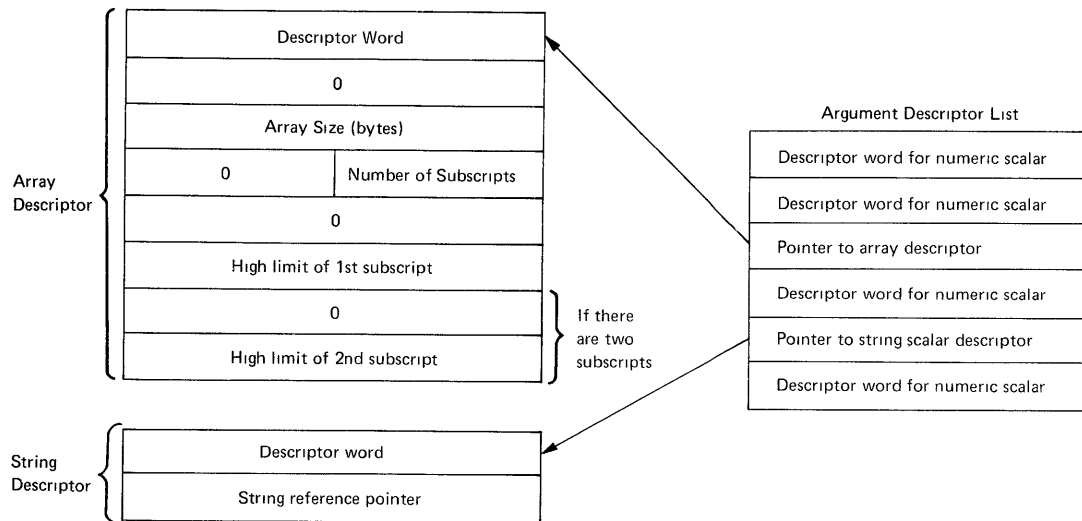 Array
Descriptor
Descriptor Word
0
Array Size (bytes)
0 Number of Subscripts
0
High limit of 1st subscript
0
High limit of 2nd subscript
If there
are two
subscripts
Argument Descriptor List
Descriptor word for numeric scalar
Descriptor word for numeric scalar
Pointer to array descriptor
Descriptor word for numeric scalar
Pointer to string scalar descriptor
Descriptor word for numeric scalar
String
Descriptor
Descriptor word
String reference pointer